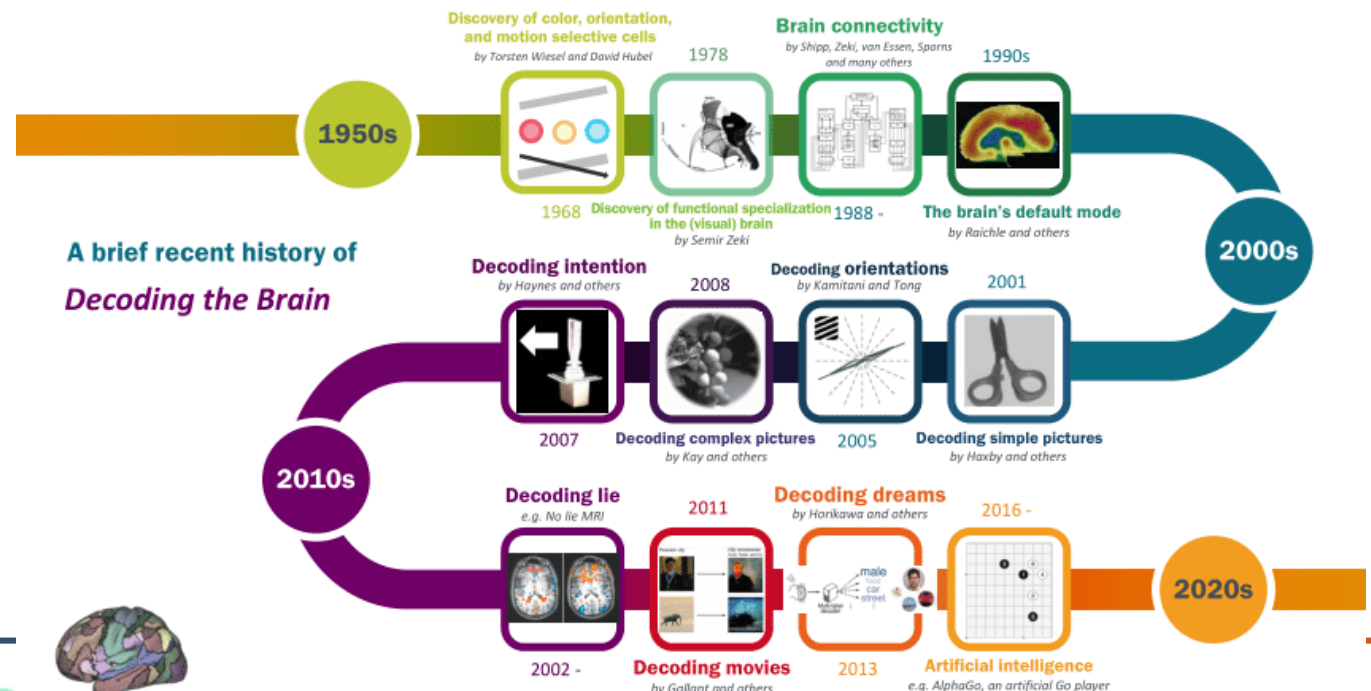 Discovery of color, orientation,
and motion selective cells
by Torsten Wiesel and David Hubel
1978
Brain connectivity
by Shipp, Zeki, van Essen, Sporns
and many others
1990s
1950s
1968
Discovery of functional specialization
in the (visual) brain
by Semir Zeki
1988 -
The brain's default mode
by Raichle and others
2000s
A brief recent history of
Decoding the Brain
Decoding intention
by Haynes and others
2008
Decoding orientations
by Kamitani and Tong
2001
2007
Decoding complex pictures
by Kay and others
2005
Decoding simple pictures
by Haxby and others
2010s
Decoding lie
e.g. No lie MRI
2011
Decoding dreams
by Horikawa and others
2016 -
male
food
car
street
2020s
2002 -
Decoding movies
by Gallant and others
2013
Artificial intelligence
e.g. AlphaGo, an artificial Go player